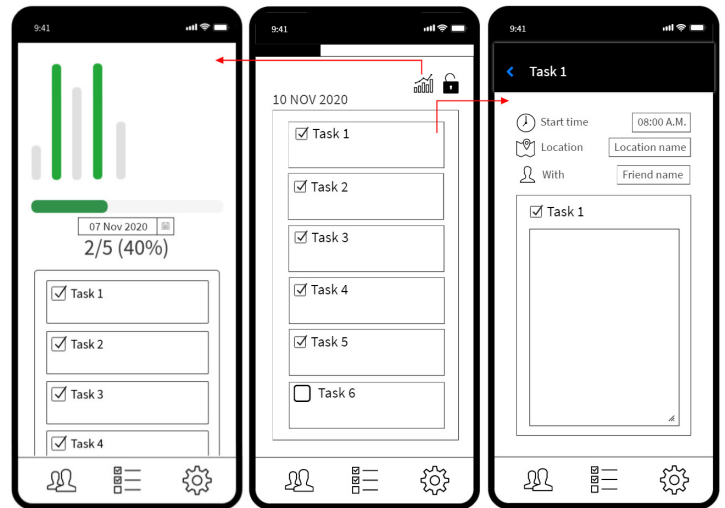 9:41
07 Nov 2020
2/5 (40%)
Task 1
Task 2
Task 3
Task 4
9:41
10 NOV 2020
Task 1
Task 2
Task 3
Task 4
Task 5
Task 6
9:41
Task 1
Start time 08:00 A.M.
Location Location name
With Friend name
Task 1